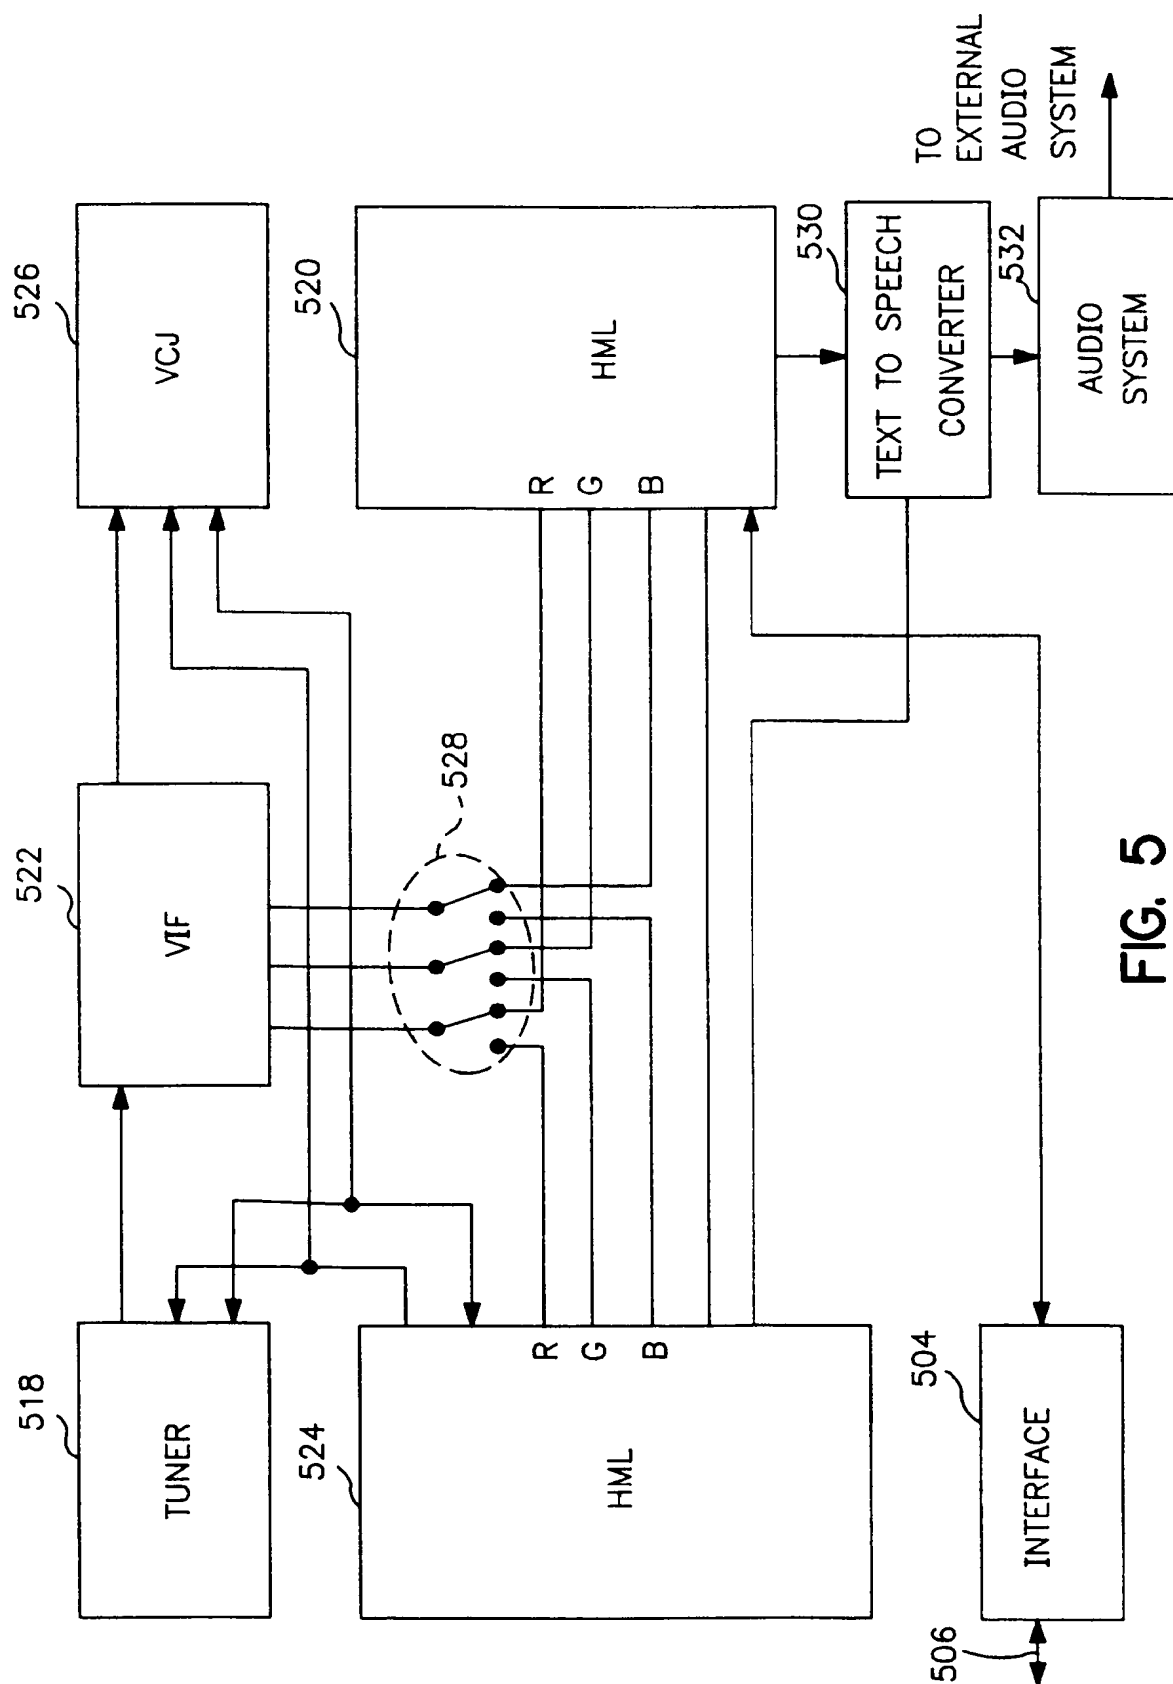 518
TUNER
522
VIF
526
VCJ
528
524
HML
R
G
B
520
HML
R
G
B
530
TEXT TO SPEECH
CONVERTER
532
AUDIO
SYSTEM
TO
EXTERNAL
AUDIO
SYSTEM
504
INTERFACE
506
FIG. 5